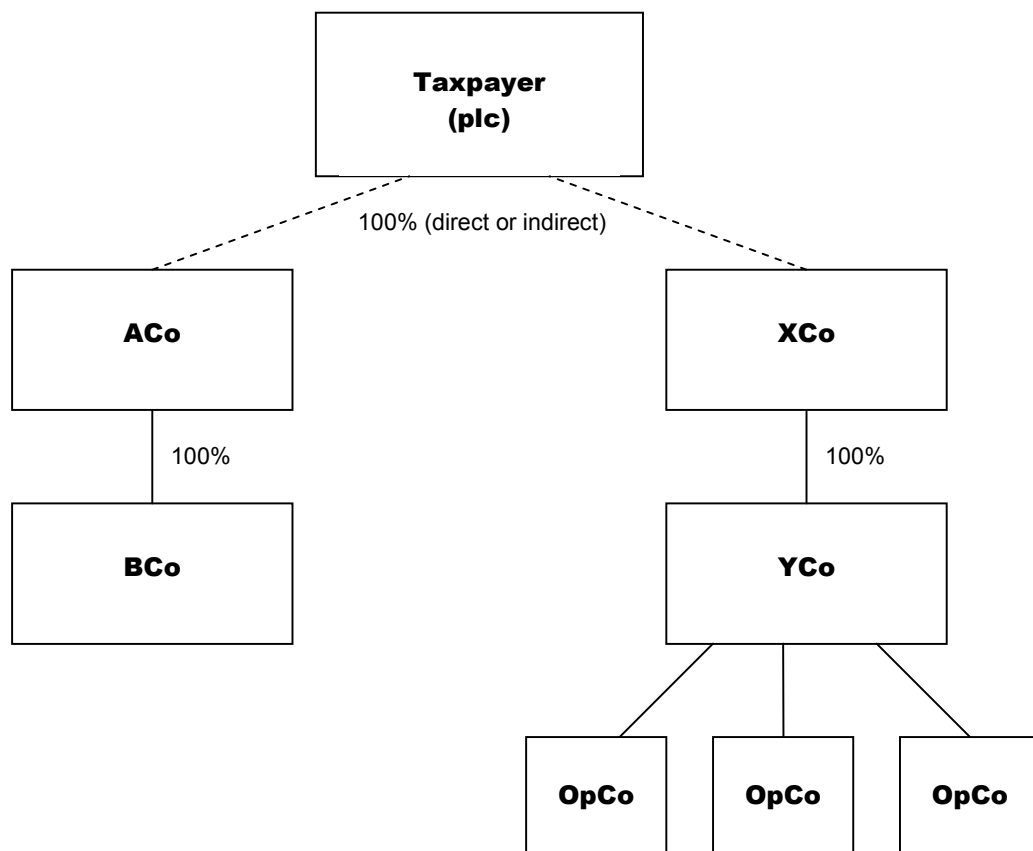 Taxpayer
(plc)
100% (direct or indirect)
ACo
XCo
100%
100%
BCo
YCo
OpCo
OpCo
OpCo